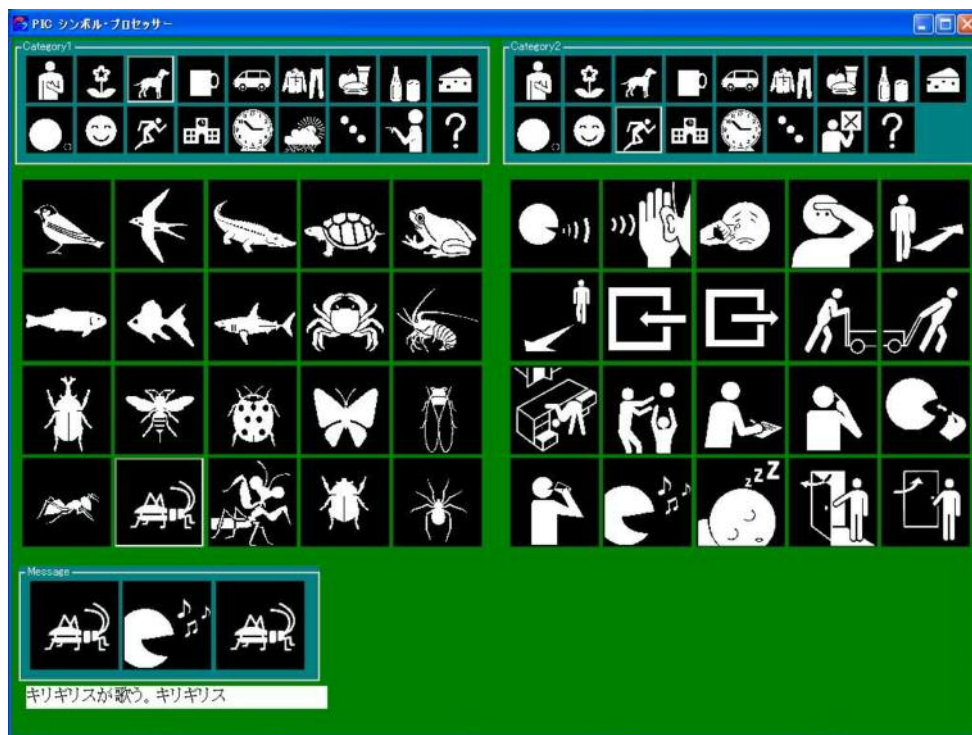 PIC シンボル・プロセッサー
Category1
Category2
?
?
z z Z
Message
キリギリスが歌う。キリギリス